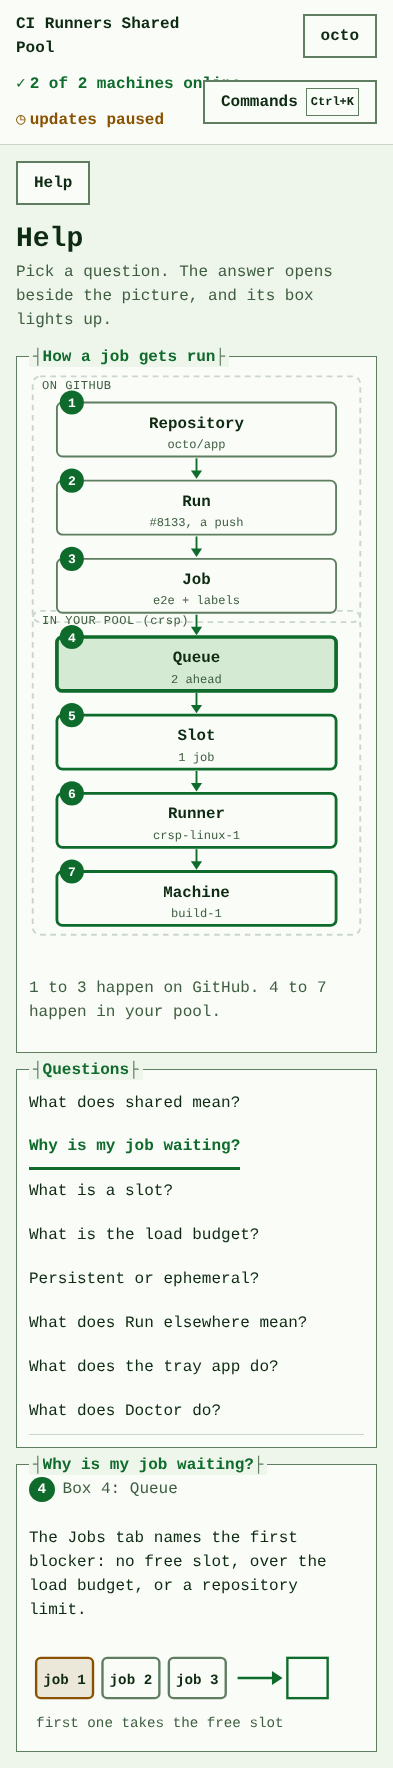 CI Runners Shared
Pool
octo
✓ 2 of 2 machines online
Commands Ctrl+K
◷ updates paused
Help
Help
Pick a question. The answer opens
beside the picture, and its box
lights up.
How a job gets run
ON GITHUB
1
Repository
octo/app
2
Run
#8133, a push
3
Job
e2e + labels
IN YOUR POOL (crsp)
4
Queue
2 ahead
5
Slot
1 job
6
Runner
crsp-linux-1
7
Machine
build-1
1 to 3 happen on GitHub. 4 to 7
happen in your pool.
Questions
What does shared mean?
Why is my job waiting?
What is a slot?
What is the load budget?
Persistent or ephemeral?
What does Run elsewhere mean?
What does the tray app do?
What does Doctor do?
Why is my job waiting?
4 Box 4: Queue
The Jobs tab names the first
blocker: no free slot, over the
load budget, or a repository
limit.
job 1 job 2 job 3
first one takes the free slot